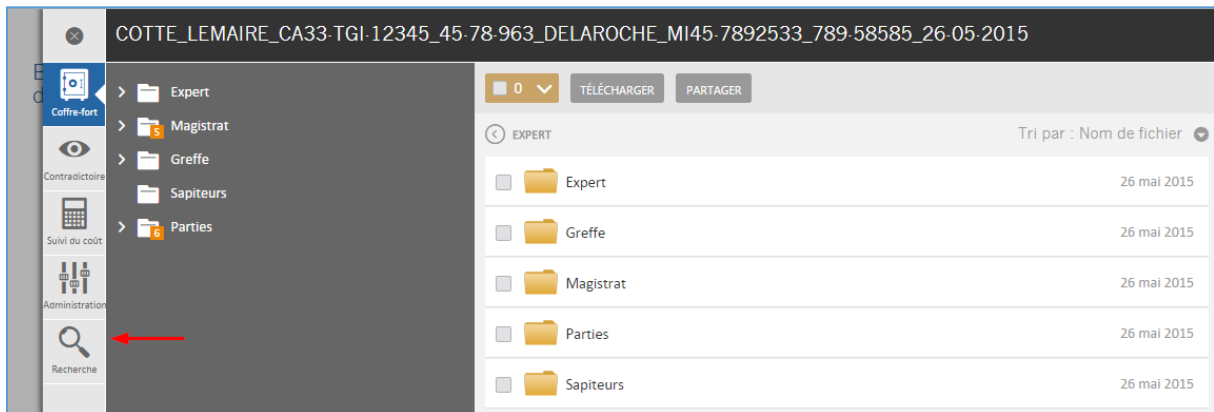 COTTE_LEMAIRE_CA33-TGI-12345_45-78-963_DELAROCHE_MI45-7892533_789-58585_26-05-2015
Coffre-fort
Contradictoire
Suivi du coût
Administration
Recherche
Expert
5 Magistrat
Greffe
Sapiteurs
6 Parties
0 TÉLÉCHARGER PARTAGER
EXPERT Tri par : Nom de fichier
Expert 26 mai 2015
Greffe 26 mai 2015
Magistrat 26 mai 2015
Parties 26 mai 2015
Sapiteurs 26 mai 2015